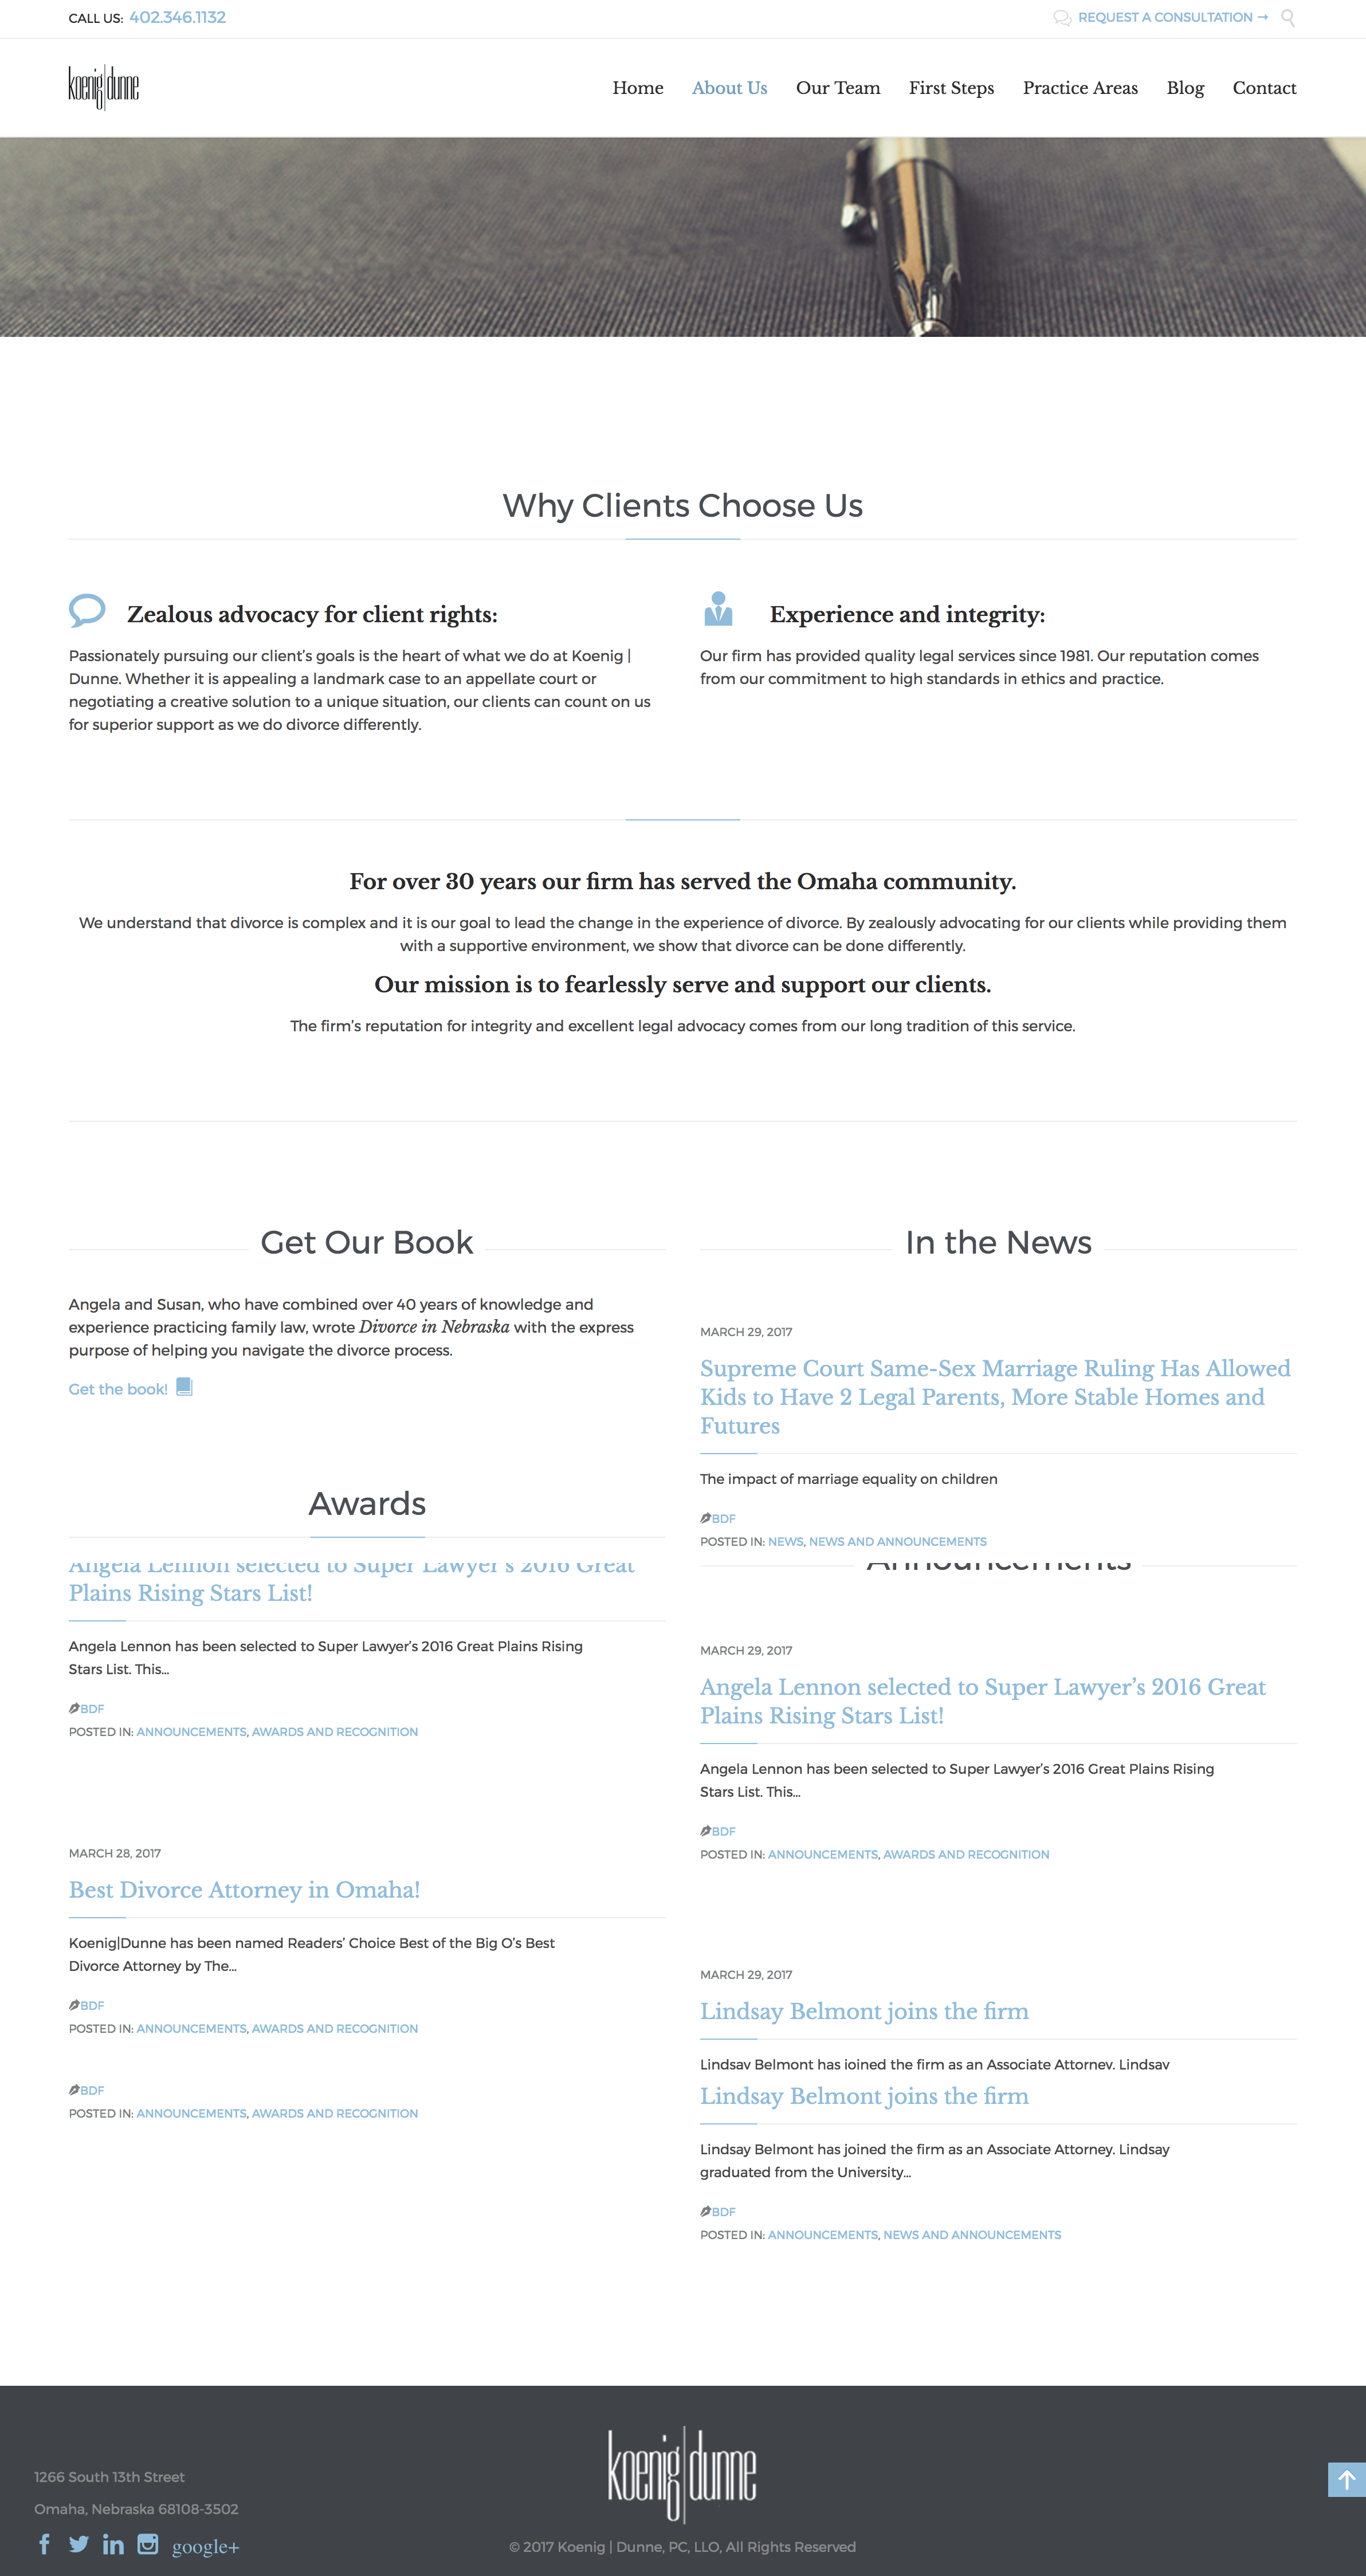 CALL US: 402.346.1132
REQUEST A CONSULTATION →
koenig|dunne
Home About Us Our Team First Steps Practice Areas Blog Contact
Why Clients Choose Us
Zealous advocacy for client rights:
Passionately pursuing our client’s goals is the heart of what we do at Koenig |
Dunne. Whether it is appealing a landmark case to an appellate court or
negotiating a creative solution to a unique situation, our clients can count on us
for superior support as we do divorce differently.
Experience and integrity:
Our firm has provided quality legal services since 1981. Our reputation comes
from our commitment to high standards in ethics and practice.
For over 30 years our firm has served the Omaha community.
We understand that divorce is complex and it is our goal to lead the change in the experience of divorce. By zealously advocating for our clients while providing them
with a supportive environment, we show that divorce can be done differently.
Our mission is to fearlessly serve and support our clients.
The firm’s reputation for integrity and excellent legal advocacy comes from our long tradition of this service.
Get Our Book
Angela and Susan, who have combined over 40 years of knowledge and
experience practicing family law, wrote Divorce in Nebraska with the express
purpose of helping you navigate the divorce process.
Get the book!
Awards
Angela Lennon selected to Super Lawyer’s 2016 Great
Plains Rising Stars List!
Angela Lennon has been selected to Super Lawyer’s 2016 Great Plains Rising
Stars List. This...
BDF
POSTED IN: ANNOUNCEMENTS, AWARDS AND RECOGNITION
MARCH 28, 2017
Best Divorce Attorney in Omaha!
Koenig|Dunne has been named Readers’ Choice Best of the Big O’s Best
Divorce Attorney by The...
BDF
POSTED IN: ANNOUNCEMENTS, AWARDS AND RECOGNITION
BDF
POSTED IN: ANNOUNCEMENTS, AWARDS AND RECOGNITION
In the News
MARCH 29, 2017
Supreme Court Same-Sex Marriage Ruling Has Allowed
Kids to Have 2 Legal Parents, More Stable Homes and
Futures
The impact of marriage equality on children
BDF
POSTED IN: NEWS, NEWS AND ANNOUNCEMENTS
Announcements
MARCH 29, 2017
Angela Lennon selected to Super Lawyer’s 2016 Great
Plains Rising Stars List!
Angela Lennon has been selected to Super Lawyer’s 2016 Great Plains Rising
Stars List. This...
BDF
POSTED IN: ANNOUNCEMENTS, AWARDS AND RECOGNITION
MARCH 29, 2017
Lindsay Belmont joins the firm
Lindsay Belmont has joined the firm as an Associate Attorney. Lindsay
Lindsay Belmont joins the firm
Lindsay Belmont has joined the firm as an Associate Attorney. Lindsay
graduated from the University...
BDF
POSTED IN: ANNOUNCEMENTS, NEWS AND ANNOUNCEMENTS
1266 South 13th Street
Omaha, Nebraska 68108-3502
google+
koenig|dunne
© 2017 Koenig | Dunne, PC, LLO, All Rights Reserved